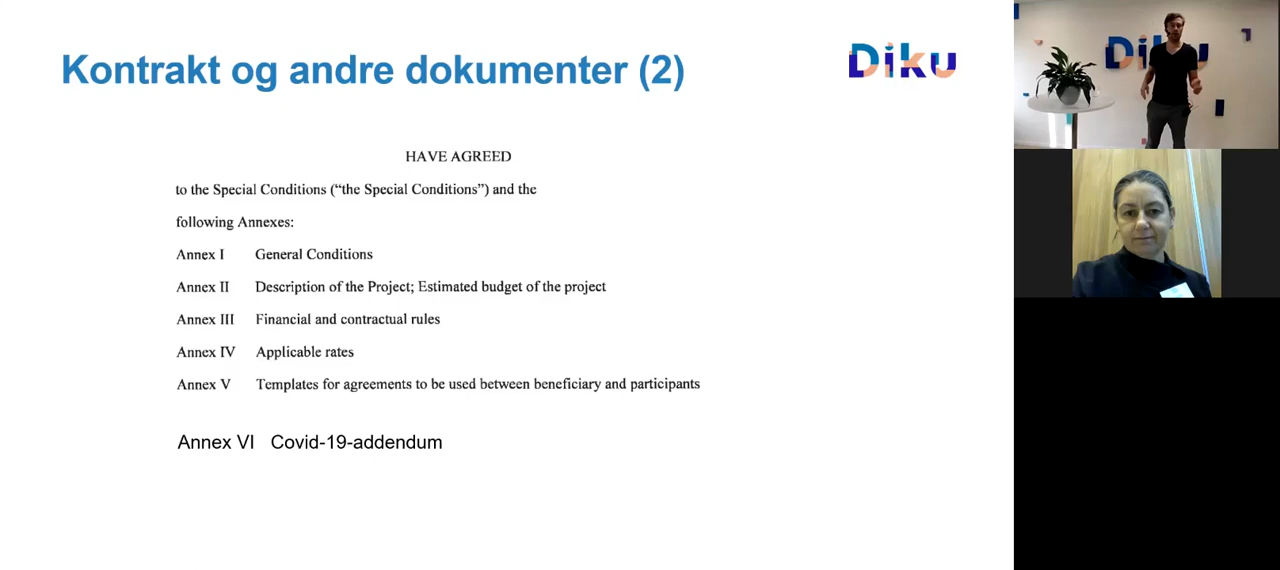 Kontrakt og andre dokumenter (2)
Diku
HAVE AGREED
to the Special Conditions (“the Special Conditions”) and the
following Annexes:
Annex I General Conditions
Annex II Description of the Project; Estimated budget of the project
Annex III Financial and contractual rules
Annex IV Applicable rates
Annex V Templates for agreements to be used between beneficiary and participants
Annex VI Covid-19-addendum
Diku